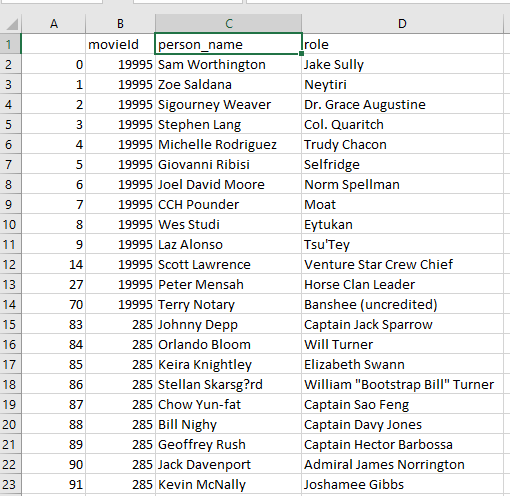 A B C D
1 movieId person_name role
2 0 19995 Sam Worthington Jake Sully
3 1 19995 Zoe Saldana Neytiri
4 2 19995 Sigourney Weaver Dr. Grace Augustine
5 3 19995 Stephen Lang Col. Quaritch
6 4 19995 Michelle Rodriguez Trudy Chacon
7 5 19995 Giovanni Ribisi Selfridge
8 6 19995 Joel David Moore Norm Spellman
9 7 19995 CCH Pounder Moat
10 8 19995 Wes Studi Eytukan
11 9 19995 Laz Alonso Tsu'Tey
12 14 19995 Scott Lawrence Venture Star Crew Chief
13 27 19995 Peter Mensah Horse Clan Leader
14 70 19995 Terry Notary Banshee (uncredited)
15 83 285 Johnny Depp Captain Jack Sparrow
16 84 285 Orlando Bloom Will Turner
17 85 285 Keira Knightley Elizabeth Swann
18 86 285 Stellan Skarsg?rd William "Bootstrap Bill" Turner
19 87 285 Chow Yun-fat Captain Sao Feng
20 88 285 Bill Nighy Captain Davy Jones
21 89 285 Geoffrey Rush Captain Hector Barbossa
22 90 285 Jack Davenport Admiral James Norrington
23 91 285 Kevin McNally Joshamee Gibbs